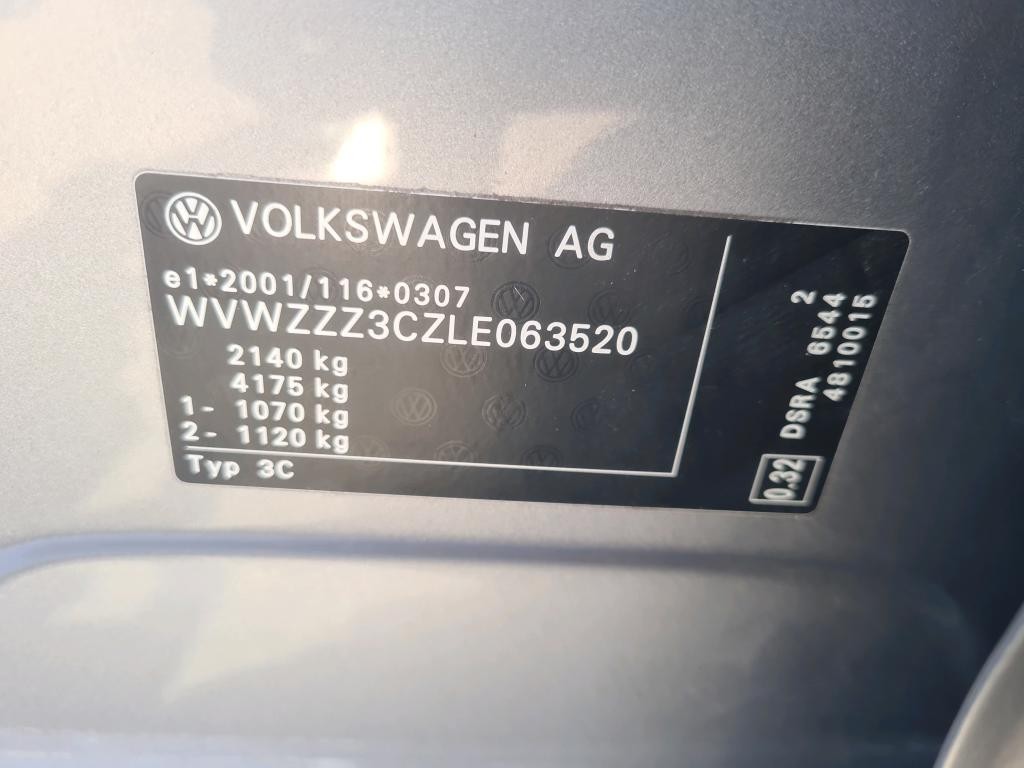 VOLKSWAGEN AG
e1*2001/116*0307
WVWZZZ3CZLE063520
2140 kg
4175 kg
1- 1070 kg
2- 1120 kg
Typ 3C
2
DSRA 6544
4810015
0.32